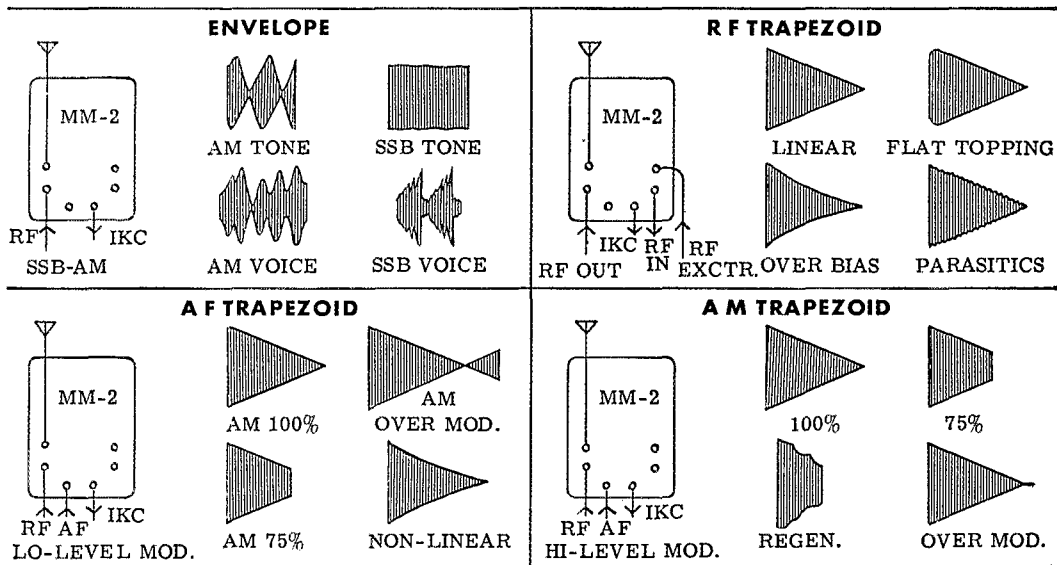 ENVELOPE
MM-2
AM TONE
SSB TONE
RF
IKC
SSB-AM
AM VOICE
SSB VOICE
RF TRAPEZOID
MM-2
LINEAR
FLAT TOPPING
IKC
RF IN
RF EXCTR.
RF OUT
OVER BIAS
PARASITICS
AF TRAPEZOID
MM-2
AM 100%
AM
OVER MOD.
RF AF
IKC
LO-LEVEL MOD.
AM 75%
NON-LINEAR
AM TRAPEZOID
MM-2
100%
75%
RF AF
IKC
HI-LEVEL MOD.
REGEN.
OVER MOD.